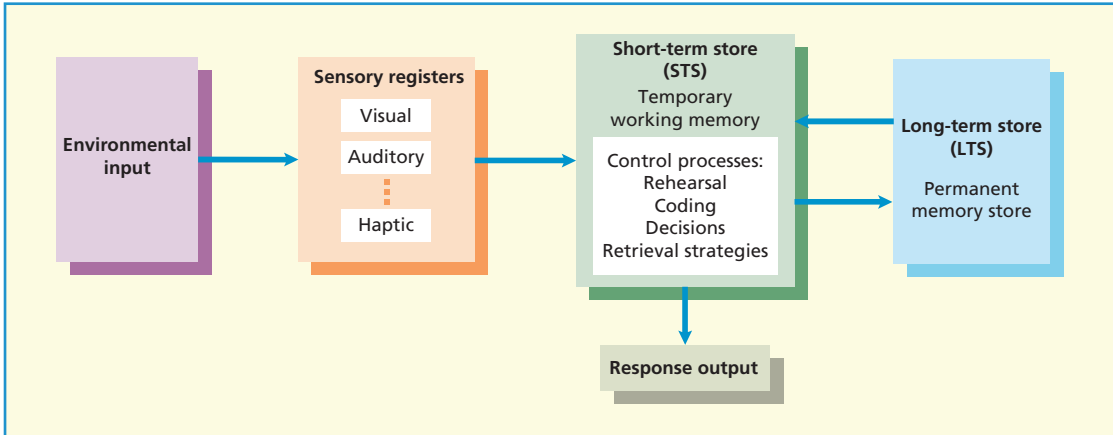 Environmental
input
Sensory registers
Visual
Auditory
Haptic
Short-term store
(STS)
Temporary
working memory
Control processes:
Rehearsal
Coding
Decisions
Retrieval strategies
Long-term store
(LTS)
Permanent
memory store
Response output